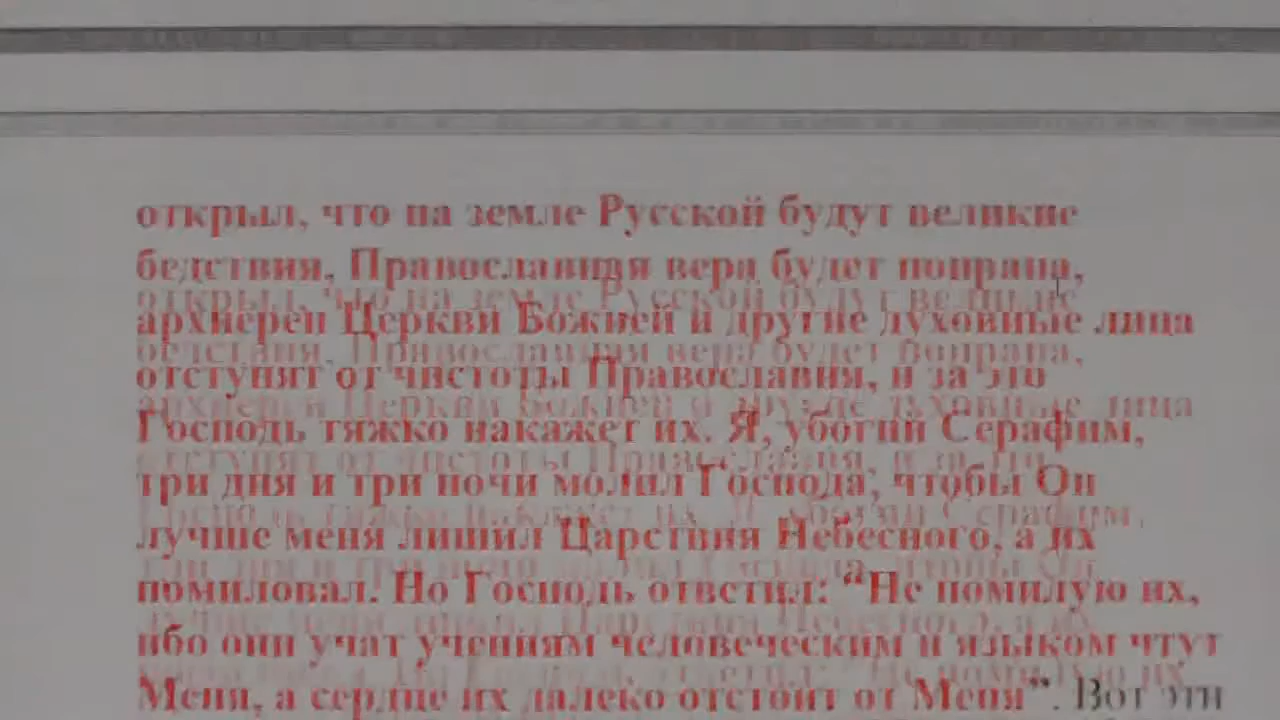 открыл, что на земле Русской будут великие
бедствия, Православная вера будет попрана,
архиереи Церкви Божией и другие духовные лица
отступят от чистоты Православия, и за это
Господь тяжко накажет их. Я, убогий Серафим,
три дня и три ночи молил Господа, чтобы Он
лучше меня лишил Царствия Небесного, а их
помиловал. Но Господь ответил: “Не помилую их,
ибо они учат учениям человеческим и языком чтут
Меня, а сердце их далеко отстоит от Меня”. Вот эти